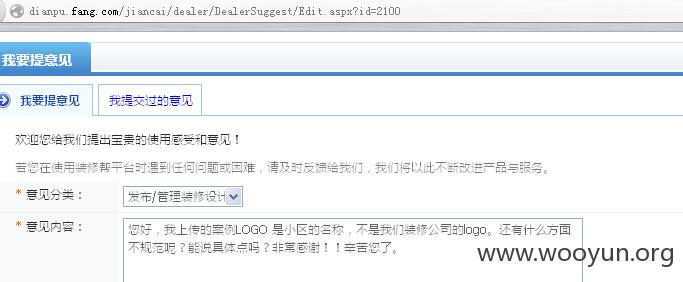 dianpu.fang.com/jiancai/dealer/DealerSuggest/Edit.aspx?id=2100
我要提意见
我要提意见 我提交过的意见
欢迎您给我们提出宝贵的使用感受和意见！
若您在使用装修帮平台时遇到任何问题或困难，请及时反馈给我们，我们将以此不断改进产品与服务。
* 意见分类： 发布/管理装修设计
* 意见内容： 您好，我上传的案例LOGO 是小区的名称，不是我们装修公司的logo。还有什么方面
不规范呢？能说具体点吗？非常感谢！！辛苦您了。
www.wooyun.org